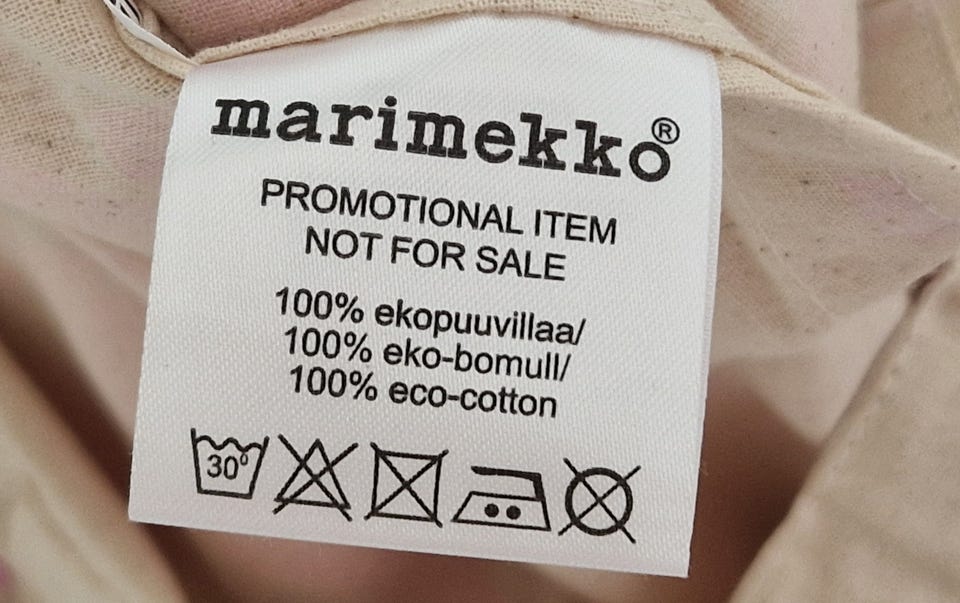 marimekko®
PROMOTIONAL ITEM
NOT FOR SALE
100% ekopuuvillaa/
100% eko-bomull/
100% eco-cotton
30°